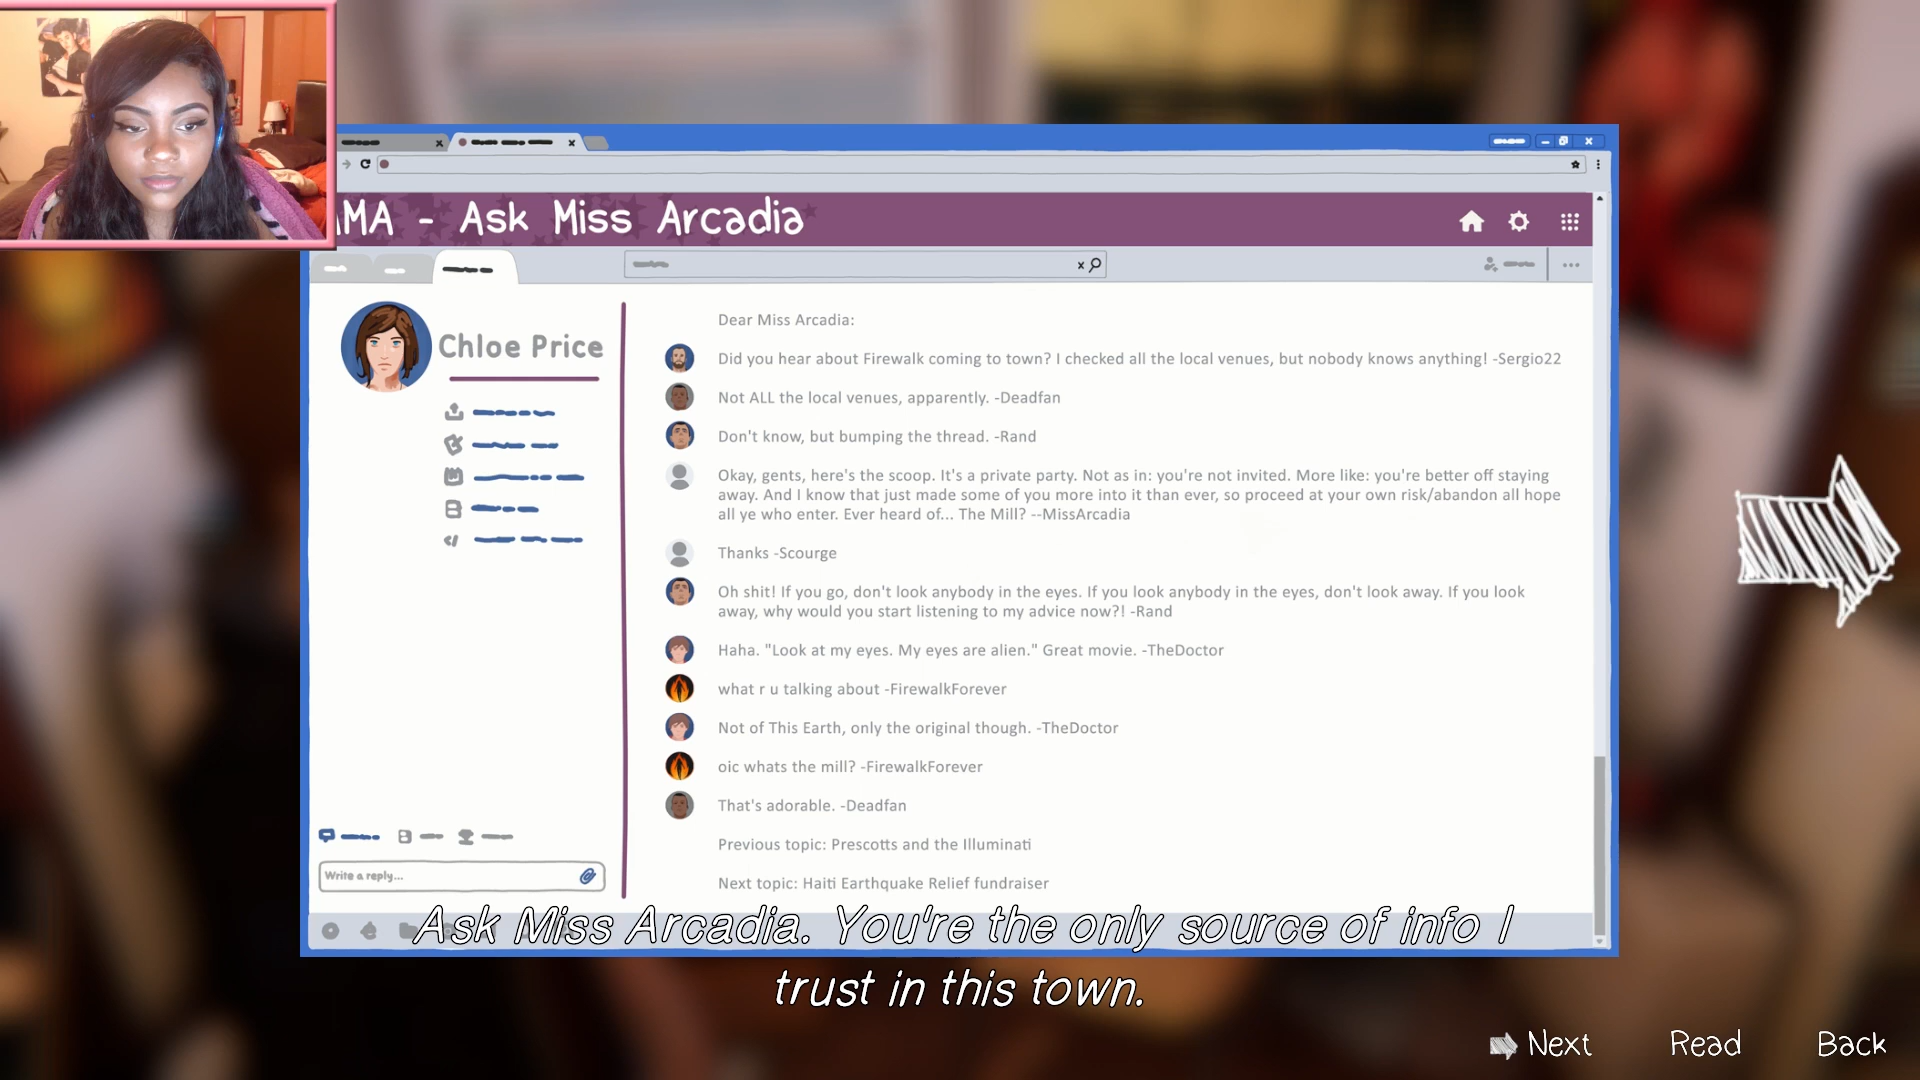 MA - Ask Miss Arcadia
Chloe Price
Dear Miss Arcadia:
Did you hear about Firewalk coming to town? I checked all the local venues, but nobody knows anything! -Sergio22
Not ALL the local venues, apparently. -Deadfan
Don't know, but bumping the thread. -Rand
Okay, gents, here's the scoop. It's a private party. Not as in: you're not invited. More like: you're better off staying
away. And I know that just made some of you more into it than ever, so proceed at your own risk/abandon all hope
all ye who enter. Ever heard of... The Mill? --MissArcadia
Thanks -Scourge
Oh shit! If you go, don't look anybody in the eyes. If you look anybody in the eyes, don't look away. If you look
away, why would you start listening to my advice now?! -Rand
Haha. "Look at my eyes. My eyes are alien." Great movie. -TheDoctor
what r u talking about -FirewalkForever
Not of This Earth, only the original though. -TheDoctor
oic whats the mill? -FirewalkForever
That's adorable. -Deadfan
Previous topic: Prescotts and the Illuminati
Next topic: Haiti Earthquake Relief fundraiser
Write a reply...
Ask Miss Arcadia. You're the only source of info I
trust in this town.
Next Read Back